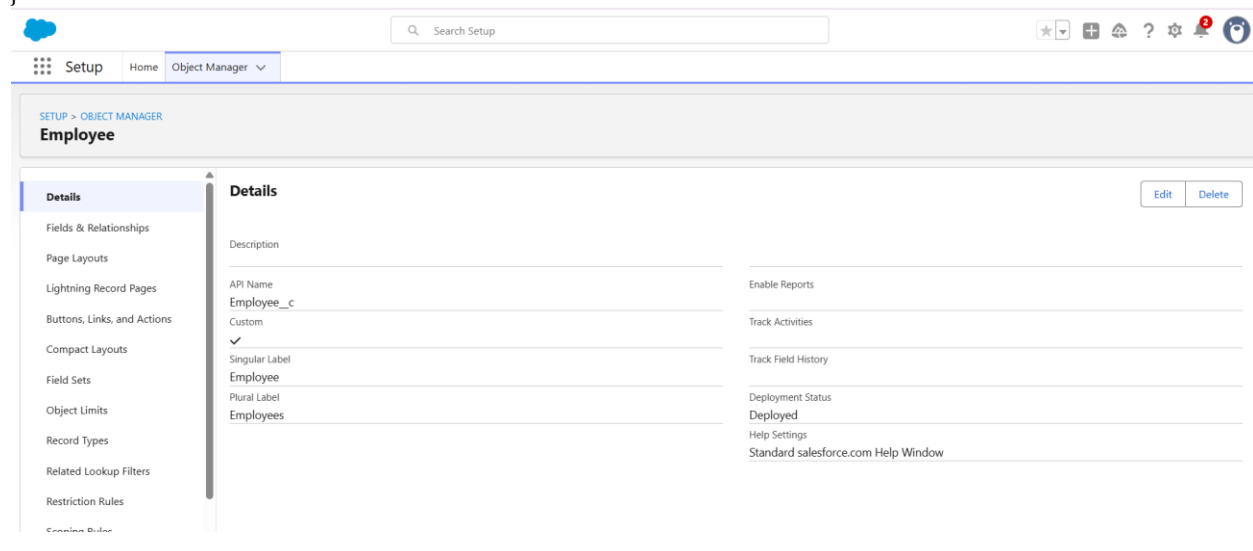 Search Setup
2
Setup
Home
Object Manager
SETUP > OBJECT MANAGER
Employee
Details
Fields & Relationships
Page Layouts
Lightning Record Pages
Buttons, Links, and Actions
Compact Layouts
Field Sets
Object Limits
Record Types
Related Lookup Filters
Restriction Rules
Scoping Rules
Details
Edit
Delete
Description
API Name
Employee__c
Custom
Singular Label
Employee
Plural Label
Employees
Enable Reports
Track Activities
Track Field History
Deployment Status
Deployed
Help Settings
Standard salesforce.com Help Window